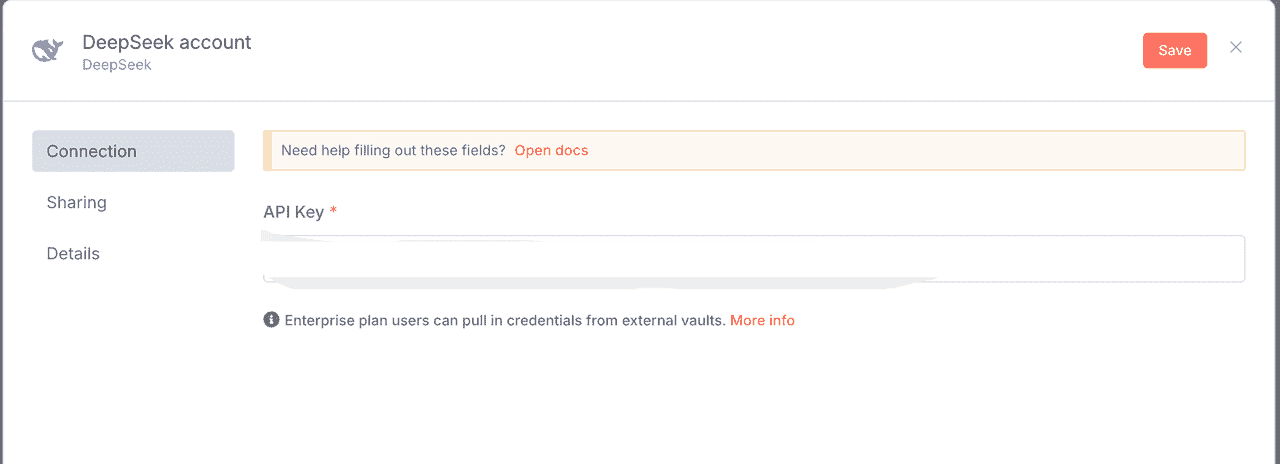 DeepSeek account
DeepSeek
Save
Connection
Sharing
Details
Need help filling out these fields? Open docs
API Key *
Enterprise plan users can pull in credentials from external vaults. More info